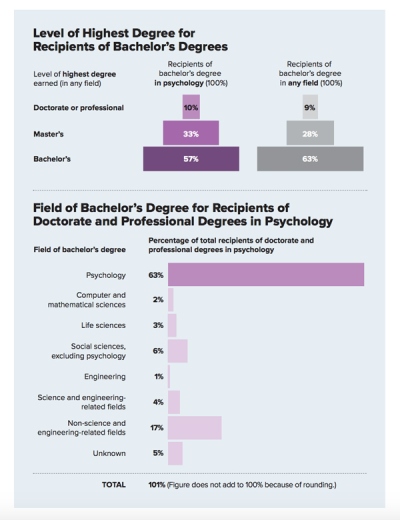 Level of Highest Degree for
Recipients of Bachelor's Degrees
Level of highest degree
earned (in any field)
Recipients of
bachelor's degree
in psychology (100%)
Recipients of
bachelor's degree
in any field (100%)
Doctorate or professional
10%
9%
Master's
33%
28%
Bachelor's
57%
63%
Field of Bachelor's Degree for Recipients of
Doctorate and Professional Degrees in Psychology
Field of bachelor's degree
Percentage of total recipients of doctorate and
professional degrees in psychology
Psychology
63%
Computer and
mathematical sciences
2%
Life sciences
3%
Social sciences,
excluding psychology
6%
Engineering
1%
Science and engineering-
related fields
4%
Non-science and
engineering-related fields
17%
Unknown
5%
TOTAL
101% (Figure does not add to 100% because of rounding.)